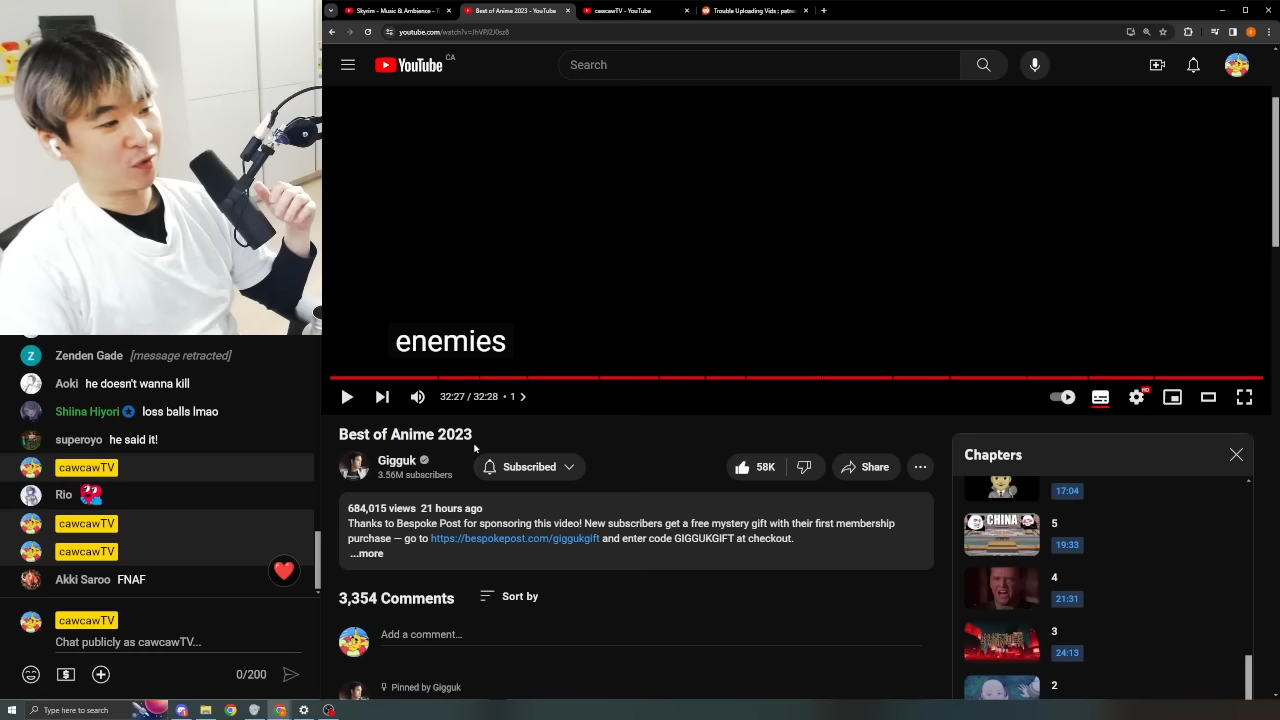 Skyrim - Music & Ambience - T
Best of Anime 2023 - YouTube
cawcawTV - YouTube
Trouble Uploading Vids : patre
youtube.com/watch?v=JhVPJ2J0sz8
YouTube CA
Search
enemies
32:27 / 32:28 • 1
HD
Best of Anime 2023
Gigguk
3.56M subscribers
Subscribed
58K
Share
684,015 views 21 hours ago
Thanks to Bespoke Post for sponsoring this video! New subscribers get a free mystery gift with their first membership
purchase — go to https://bespokepost.com/giggukgift and enter code GIGGUKGIFT at checkout.
...more
3,354 Comments
Sort by
Add a comment...
Pinned by Gigguk
Chapters
17:04
CHINA
5
19:33
4
21:31
3
24:13
2
Z
Zenden Gade [message retracted]
Aoki he doesn't wanna kill
Shiina Hiyori loss balls lmao
superoyo he said it!
cawcawTV
Rio
cawcawTV
cawcawTV
Akki Saroo FNAF
cawcawTV
Chat publicly as cawcawTV...
0/200
Type here to search